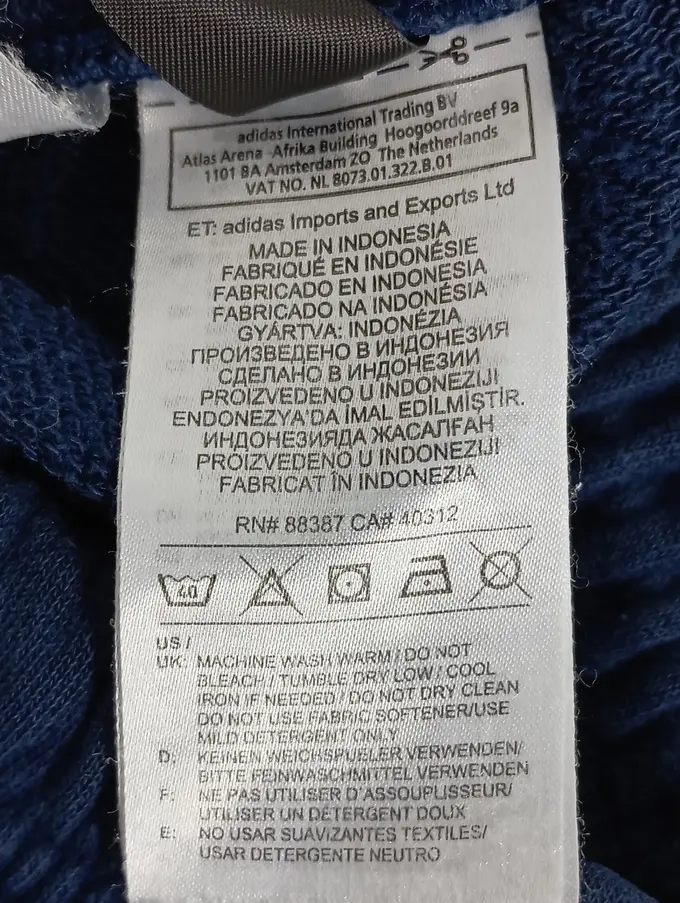 adidas International Trading BV
Atlas Arena Afrika Building Hoogoorddreef 9a
1101 BA Amsterdam ZO The Netherlands
VAT NO. NL 8073.01.322.B.01
ET: adidas Imports and Exports Ltd
MADE IN INDONESIA
FABRIQUÉ EN INDONÉSIE
FABRICADO EN INDONESIA
FABRICADO NA INDONÉSIA
GYÁRTVA: INDONÉZIA
ПРОИЗВЕДЕНО В ИНДОНЕЗИЯ
СДЕЛАНО В ИНДОНЕЗИИ
PROIZVEDENO U INDONEZIJI
ENDONEZYA'DA İMAL EDİLMİŞTİR.
ИНДОНЕЗИЯДА ЖАСАЛҒАН
PROIZVEDENO U INDONEZIJI
FABRICAT ÎN INDONEZIA
RN# 88387 CA# 40312
40
US /
UK: MACHINE WASH WARM / DO NOT
BLEACH / TUMBLE DRY LOW / COOL
IRON IF NEEDED / DO NOT DRY CLEAN
DO NOT USE FABRIC SOFTENER/USE
MILD DETERGENT ONLY
D: KEINEN WEICHSPUELER VERWENDEN/
BITTE FEINWASCHMITTEL VERWENDEN
F: NE PAS UTILISER D'ASSOUPLISSEUR/
UTILISER UN DÉTERGENT DOUX
E: NO USAR SUAVIZANTES TEXTILES/
USAR DETERGENTE NEUTRO